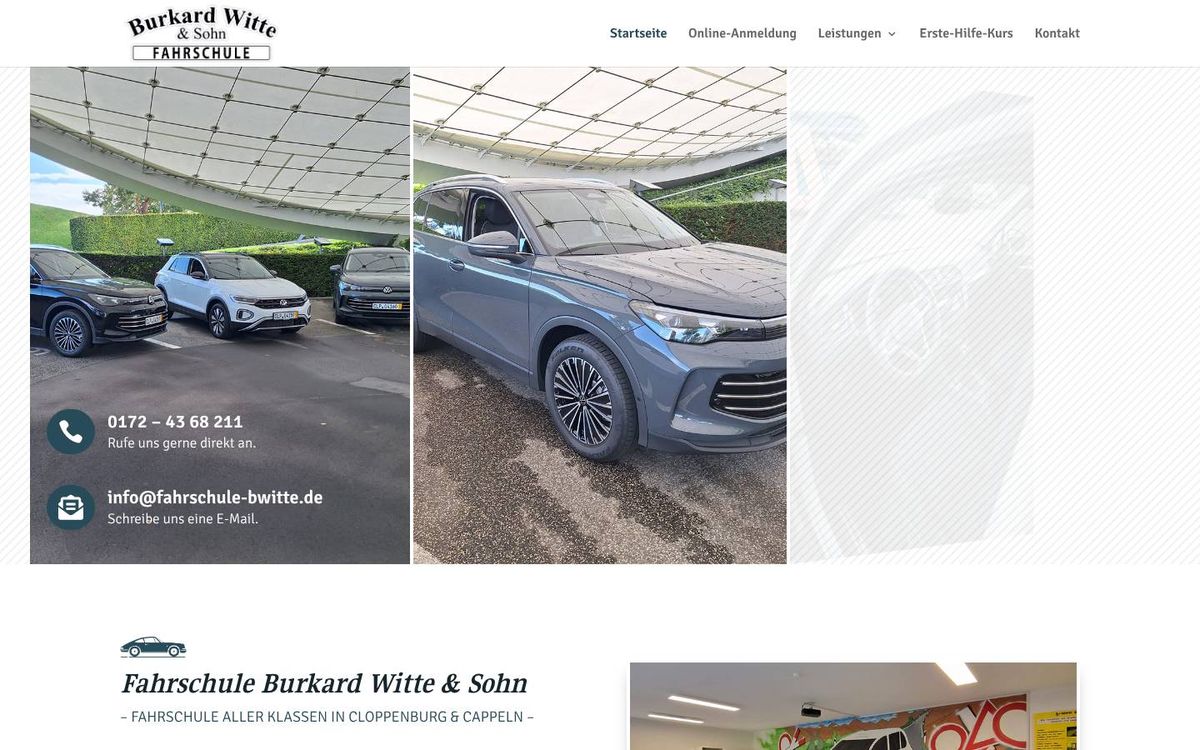 Burkard Witte
& Sohn
FAHRSCHULE
Startseite
Online-Anmeldung
Leistungen
Erste-Hilfe-Kurs
Kontakt
0172 – 43 68 211
Rufe uns gerne direkt an.
info@fahrschule-bwitte.de
Schreibe uns eine E-Mail.
Fahrschule Burkard Witte & Sohn
– FAHRSCHULE ALLER KLASSEN IN CLOPPENBURG & CAPPELN –